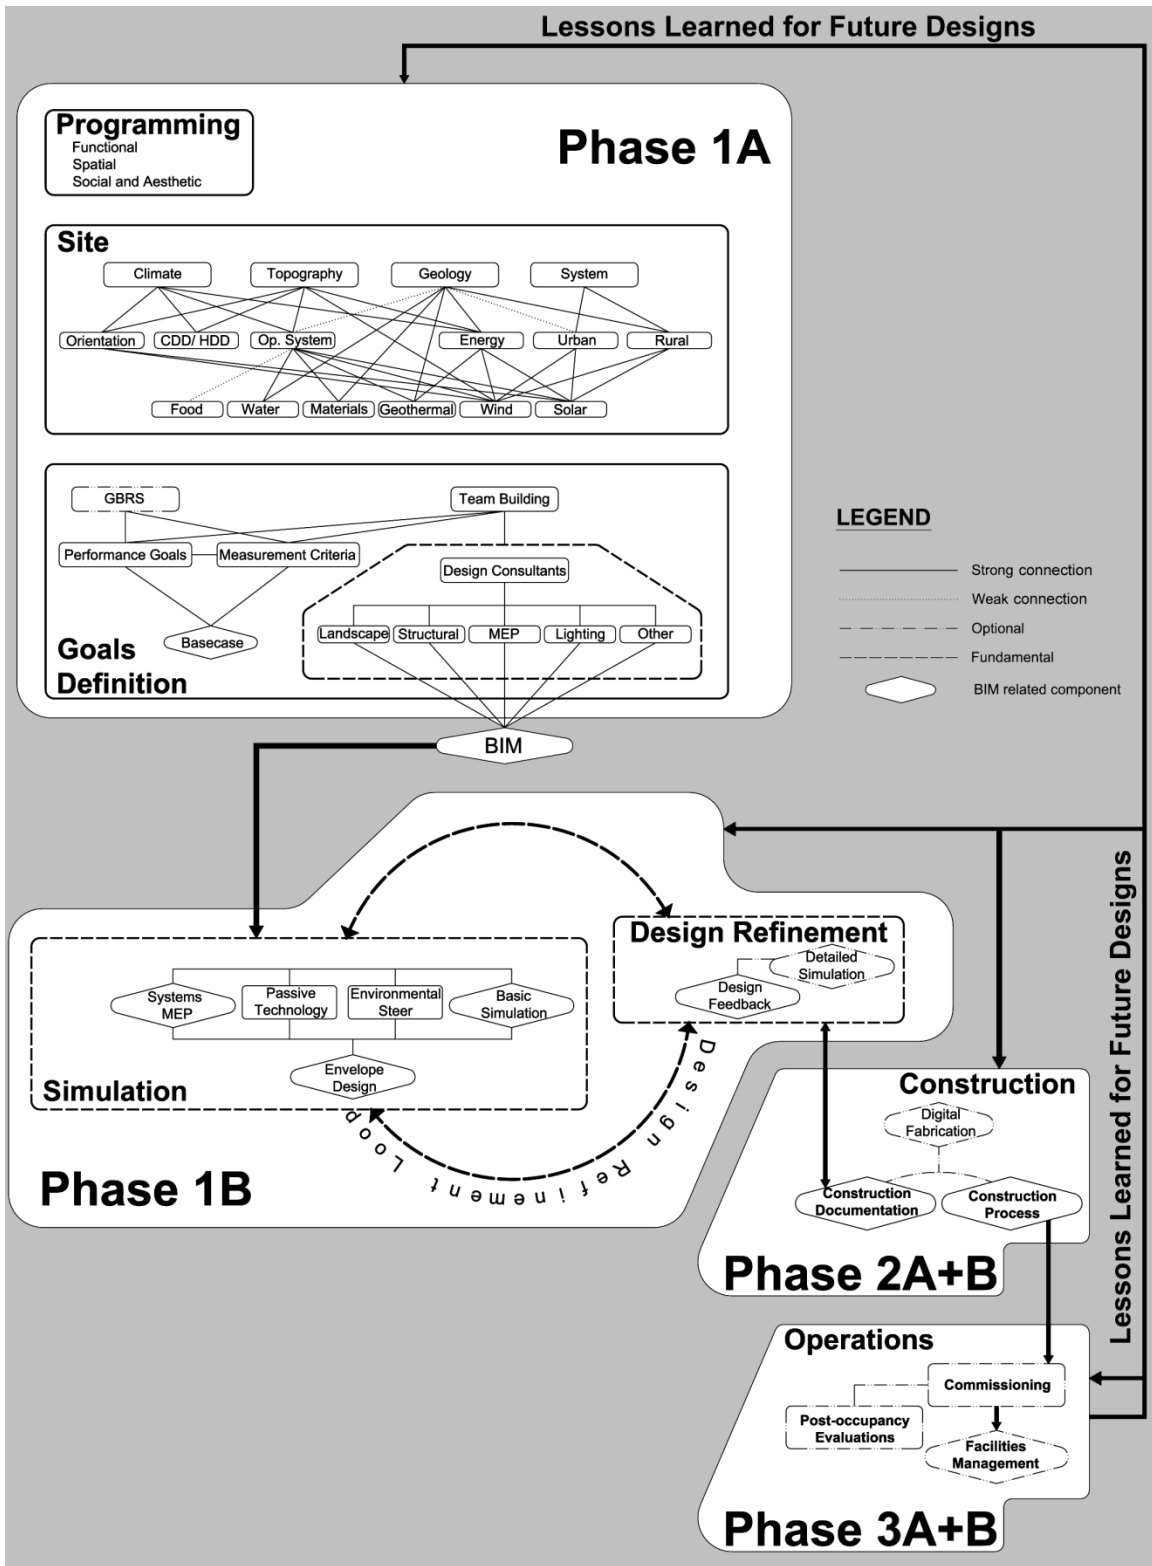 Lessons Learned for Future Designs
Programming
Functional
Spatial
Social and Aesthetic
Phase 1A
Site
Climate
Topography
Geology
System
Orientation
CDD/ HDD
Op. System
Energy
Urban
Rural
Food
Water
Materials
Geothermal
Wind
Solar
GBRS
Team Building
Performance Goals
Measurement Criteria
Design Consultants
Landscape
Structural
MEP
Lighting
Other
Basecase
Goals
Definition
LEGEND
Strong connection
Weak connection
Optional
Fundamental
BIM related component
BIM
Design Refinement
Detailed
Simulation
Design
Feedback
Systems
MEP
Passive
Technology
Environmental
Steer
Basic
Simulation
Envelope
Design
Simulation
Design Refinement Loop
Phase 1B
Lessons Learned for Future Designs
Construction
Digital
Fabrication
Construction
Documentation
Construction
Process
Phase 2A+B
Operations
Commissioning
Post-occupancy
Evaluations
Facilities
Management
Phase 3A+B